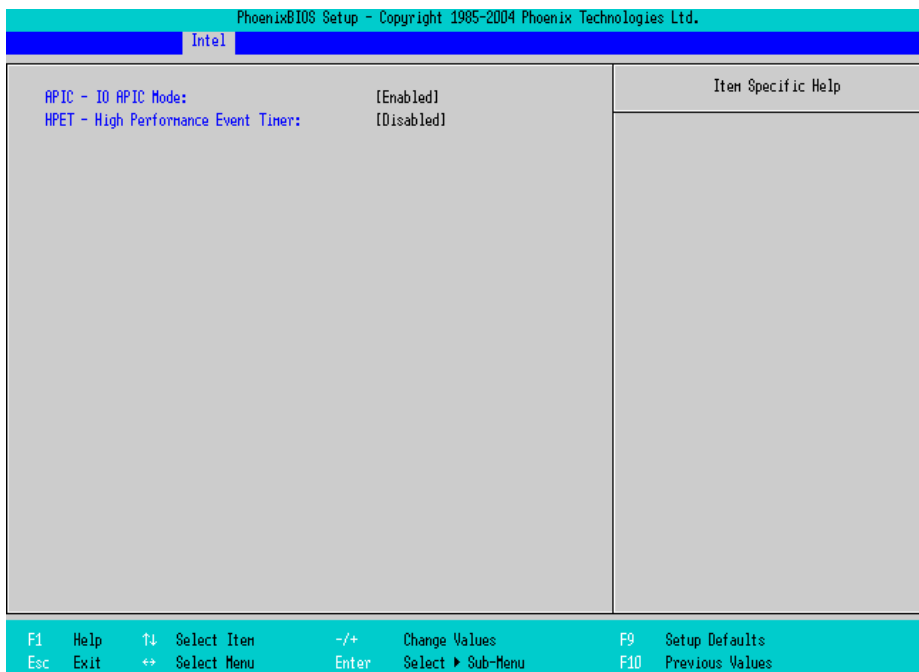 PhoenixBIOS Setup - Copyright 1985-2004 Phoenix Technologies Ltd.
Intel
APIC - IO APIC Mode: [Enabled]
HPET - High Performance Event Timer: [Disabled]
Item Specific Help
F1 Help ↑↓ Select Item -/+ Change Values F9 Setup Defaults
Esc Exit ↔ Select Menu Enter Select ▶ Sub-Menu F10 Previous Values